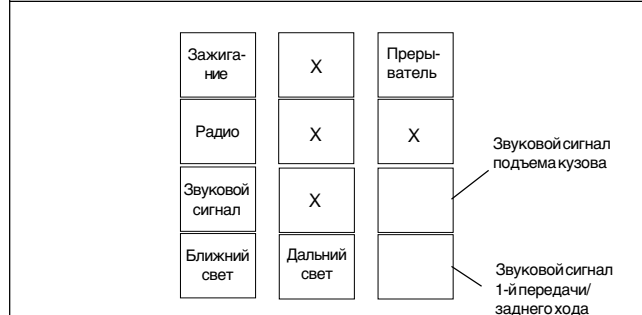 Зажига-
ние
X
Преры-
ватель
Радио
X
X
Звуковой сигнал
подъема кузова
Звуковой
сигнал
X
Ближний
свет
Дальний
свет
Звуковой сигнал
1-й передачи/
заднего хода